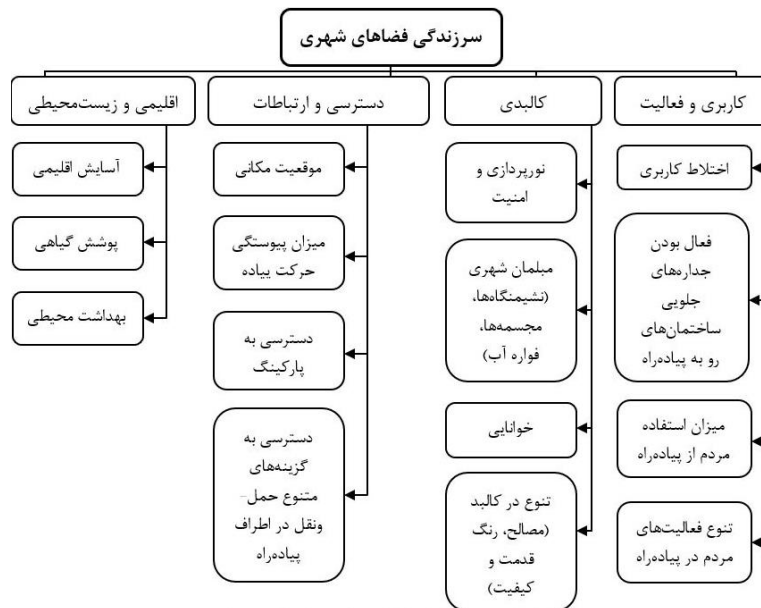 سرزندگی فضاهای شهری
کاربری و فعالیت
اختلاط کاربری
فعال بودن
جداره‌های
جلویی
ساختمان‌های
رو به پیاده‌راه
میزان استفاده
مردم از پیاده‌راه
تنوع فعالیت‌های
مردم در پیاده‌راه
کالبدی
نورپردازی و
امنیت
مبلمان شهری
(نشیمنگاه‌ها،
مجسمه‌ها،
فواره آب)
خوانایی
تنوع در کالبد
(مصالح، رنگ
قدمت و
کیفیت)
دسترسی و ارتباطات
موقعیت مکانی
میزان پیوستگی
حرکت پیاده
دسترسی به
پارکینگ
دسترسی به
گزینه‌های
متنوع حمل-
ونقل در اطراف
پیاده‌راه
اقلیمی و زیست‌محیطی
آسایش اقلیمی
پوشش گیاهی
بهداشت محیطی